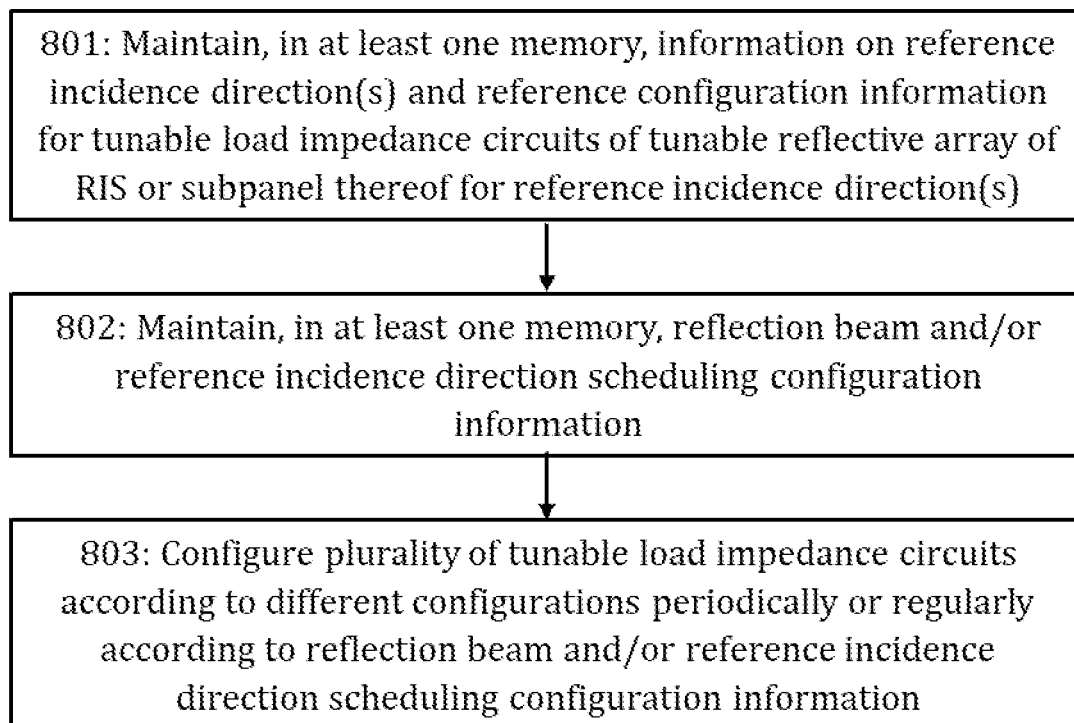 801: Maintain, in at least one memory, information on reference
incidence direction(s) and reference configuration information
for tunable load impedance circuits of tunable reflective array of
RIS or subpanel thereof for reference incidence direction(s)
802: Maintain, in at least one memory, reflection beam and/or
reference incidence direction scheduling configuration
information
803: Configure plurality of tunable load impedance circuits
according to different configurations periodically or regularly
according to reflection beam and/or reference incidence
direction scheduling configuration information